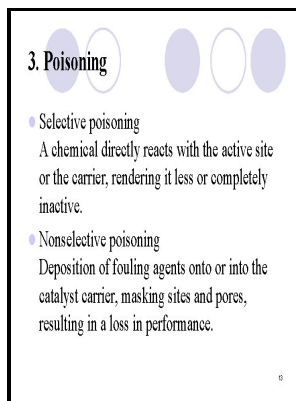 3. Poisoning
Selective poisoning
A chemical directly reacts with the active site
or the carrier, rendering it less or completely
inactive.
Nonselective poisoning
Deposition of fouling agents onto or into the
catalyst carrier, masking sites and pores,
resulting in a loss in performance.
13